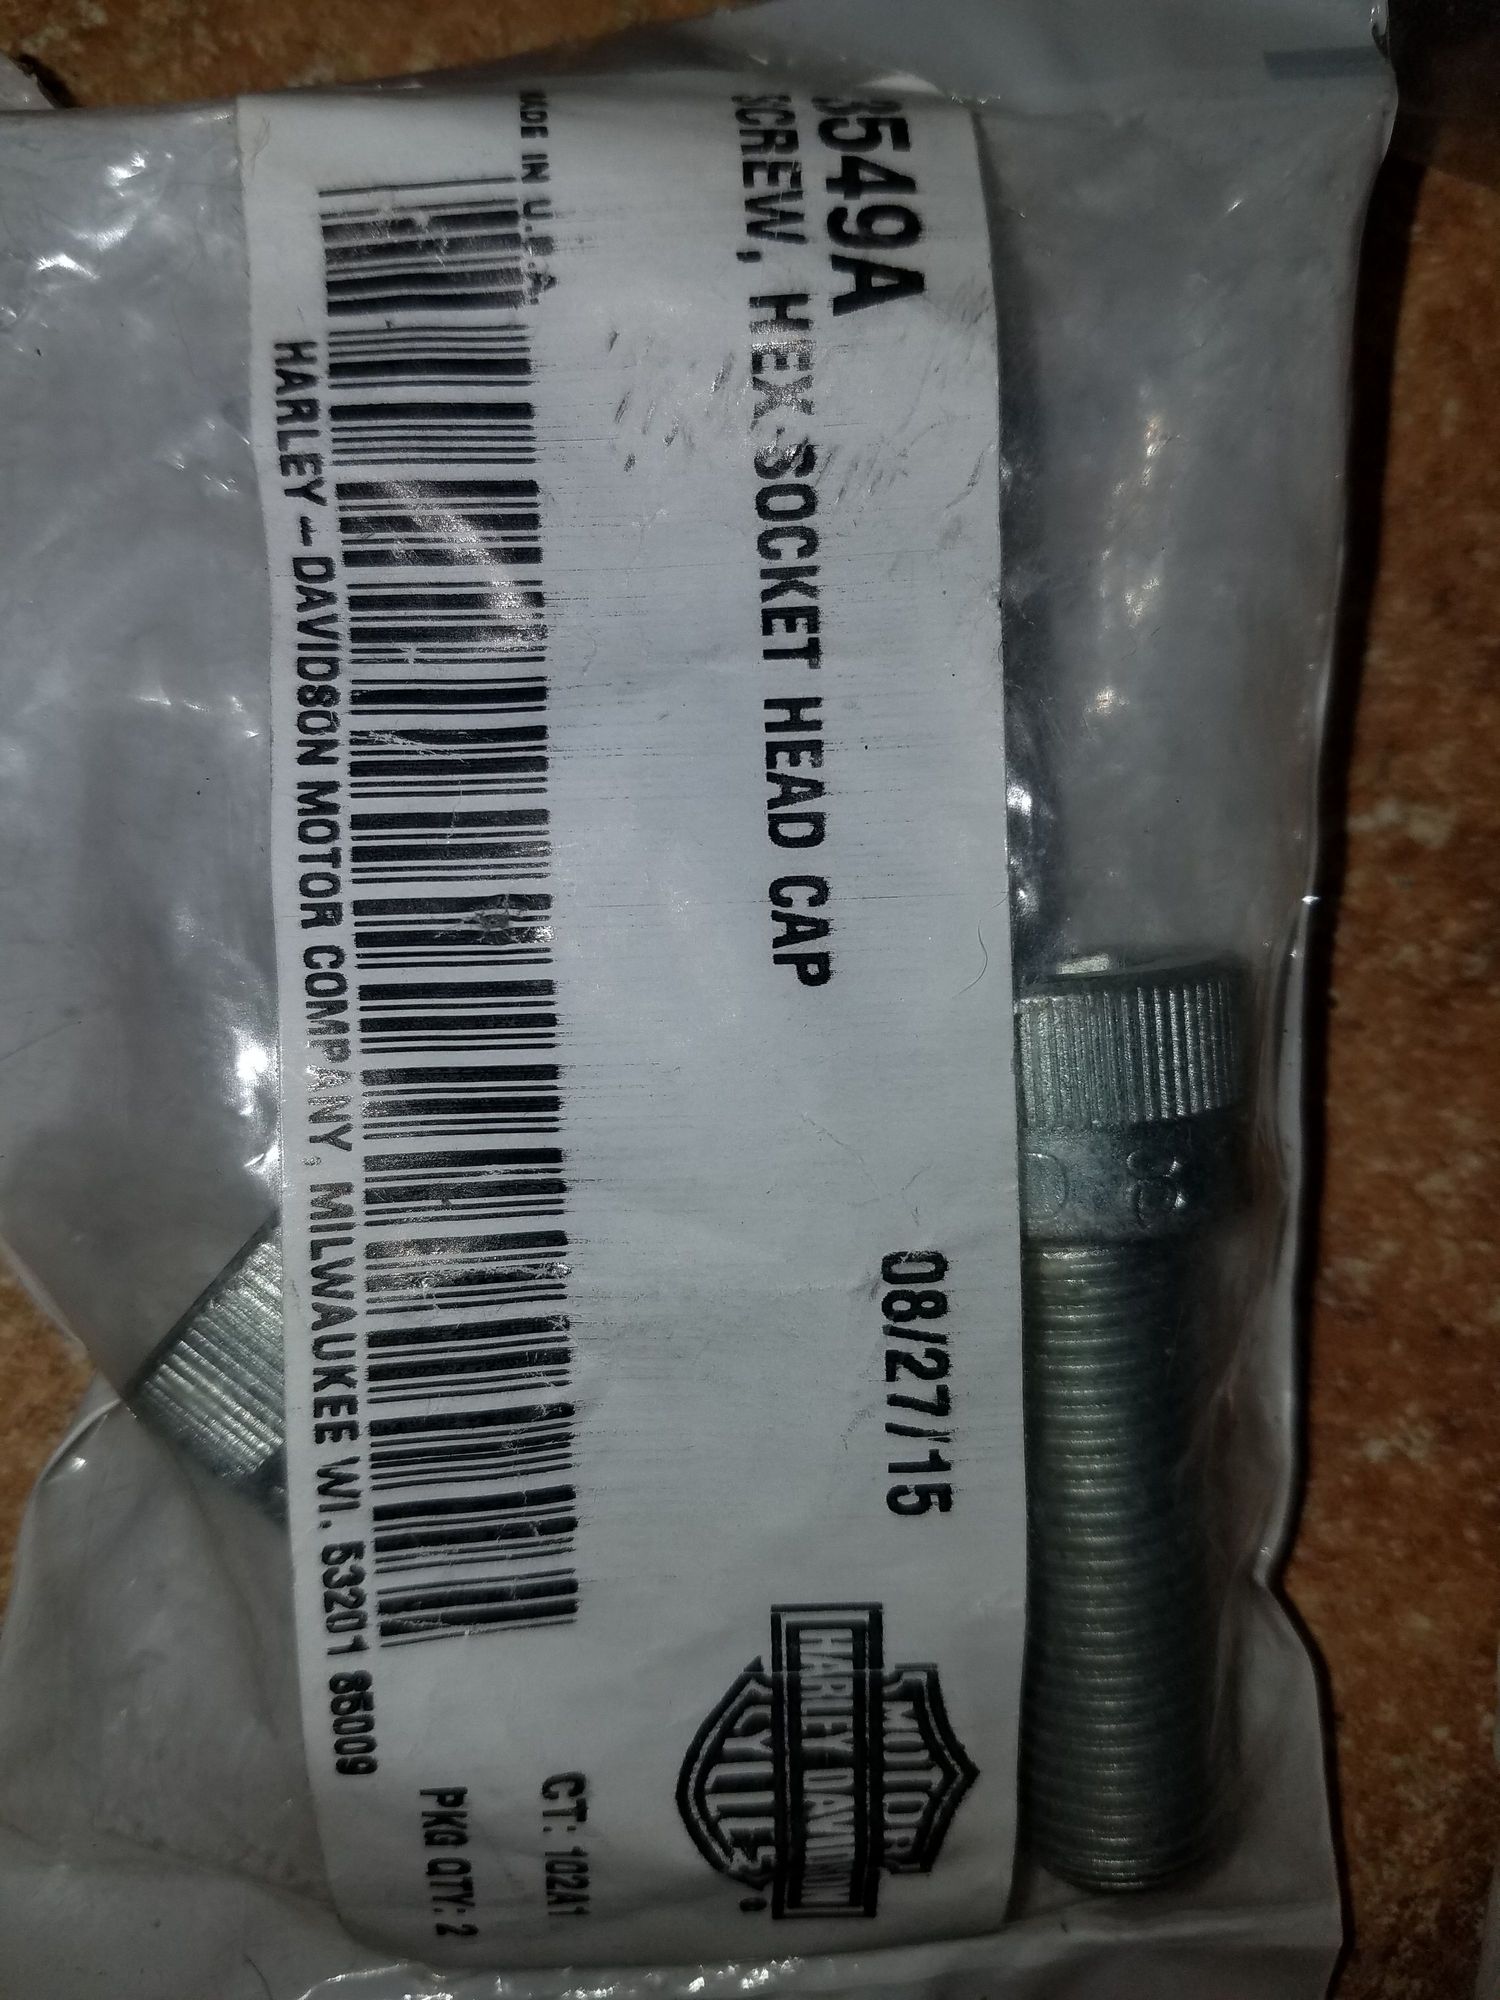 3549A
SCREW, HEX-SOCKET HEAD CAP
08/27/15
MOTOR
HARLEY-DAVIDSON
CYCLES
MADE IN U.S.A.
CT: 102A1
PKG QTY: 2
HARLEY-DAVIDSON MOTOR COMPANY, MILWAUKEE WI. 53201 85009